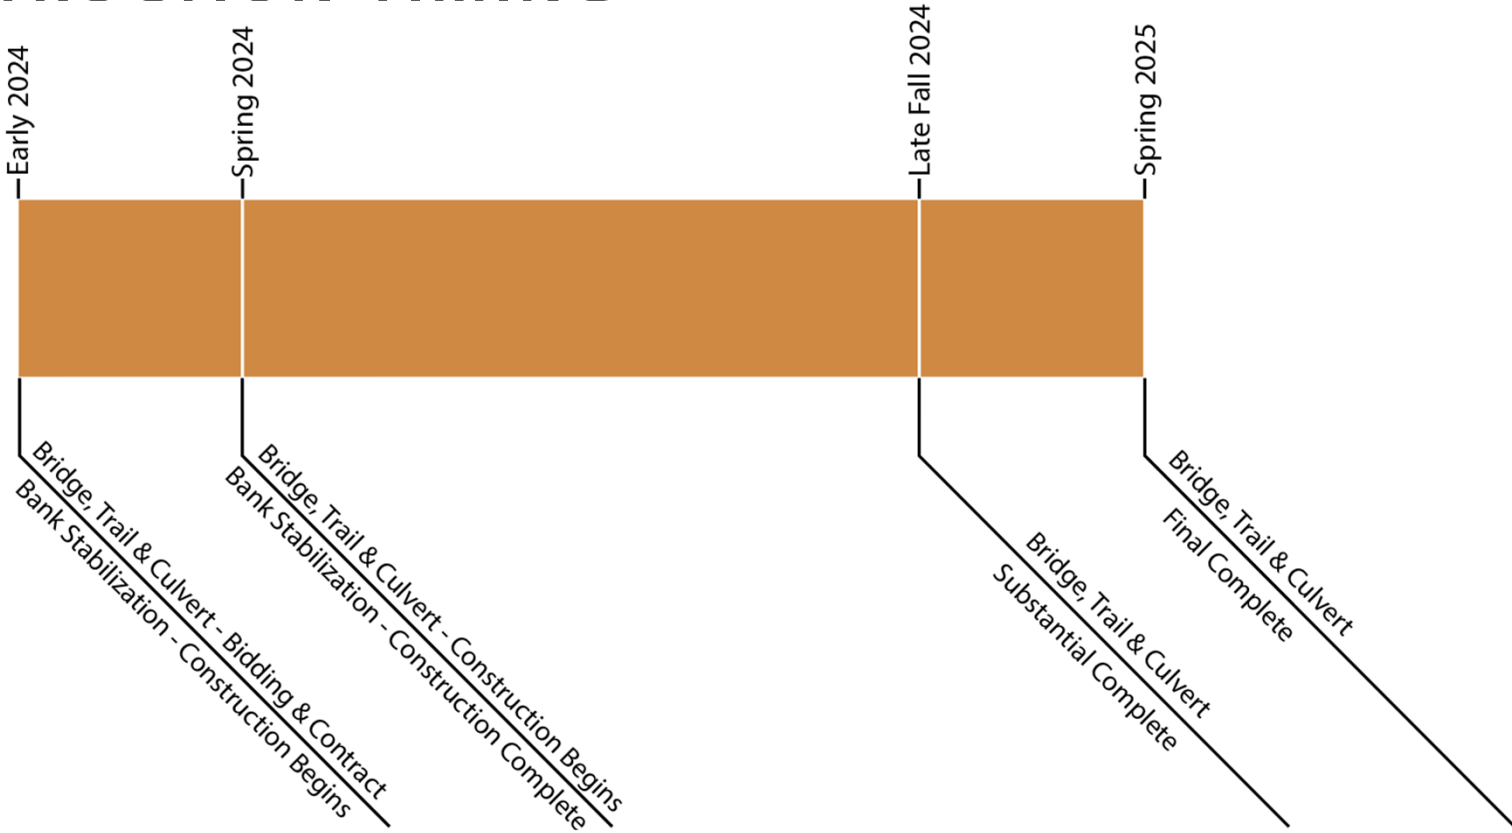 Early 2024
Spring 2024
Late Fall 2024
Spring 2025
Bridge, Trail & Culvert - Bidding & Contract
Bank Stabilization - Construction Begins
Bridge, Trail & Culvert - Construction Begins
Bank Stabilization - Construction Complete
Bridge, Trail & Culvert
Substantial Complete
Bridge, Trail & Culvert
Final Complete